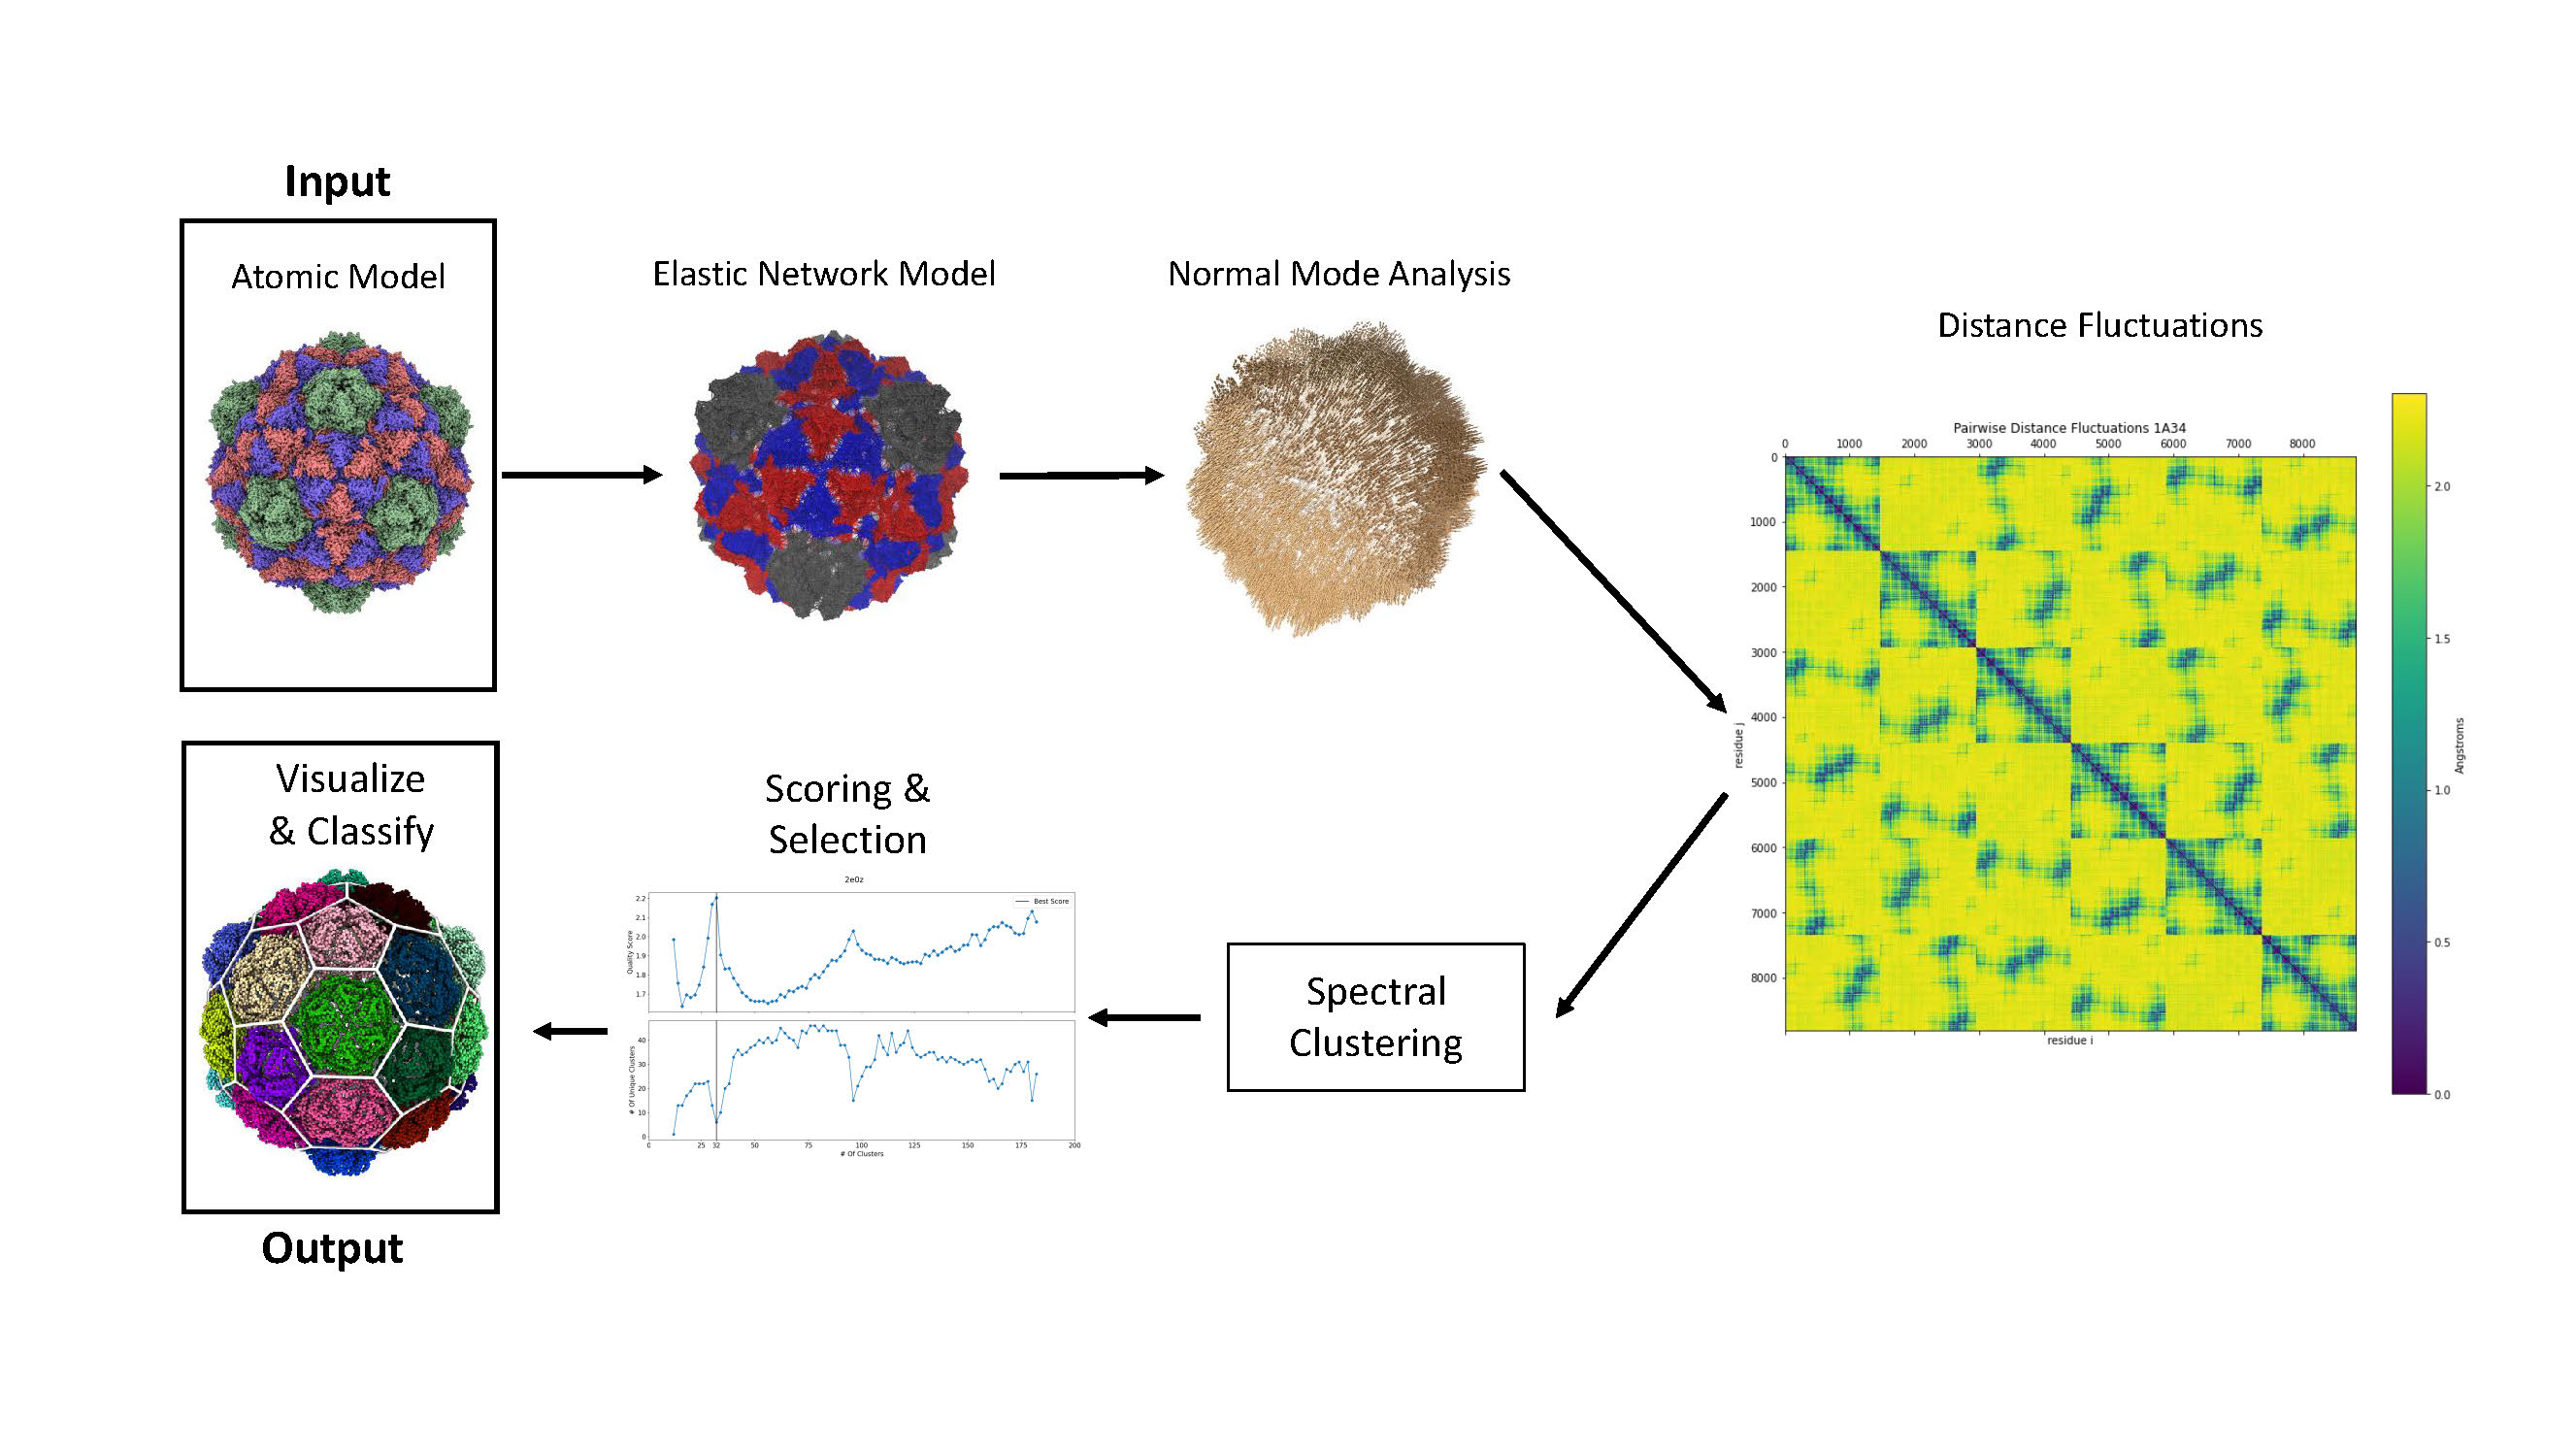 Input
Atomic Model
Elastic Network Model
Normal Mode Analysis
Distance Fluctuations
Pairwise Distance Fluctuations 1A34
0 1000 2000 3000 4000 5000 6000 7000 8000
0
1000
2000
3000
4000
5000
6000
7000
8000
residue j
residue i
2.0
1.5
1.0
0.5
0.0
Angstroms
Spectral
Clustering
Scoring &
Selection
2e0z
Best Score
2.2
2.1
2.0
1.9
1.8
1.7
Quality Score
40
30
20
10
0
# Of Unique Clusters
0 25 32 50 75 100 125 150 175 200
# Of Clusters
Visualize
& Classify
Output